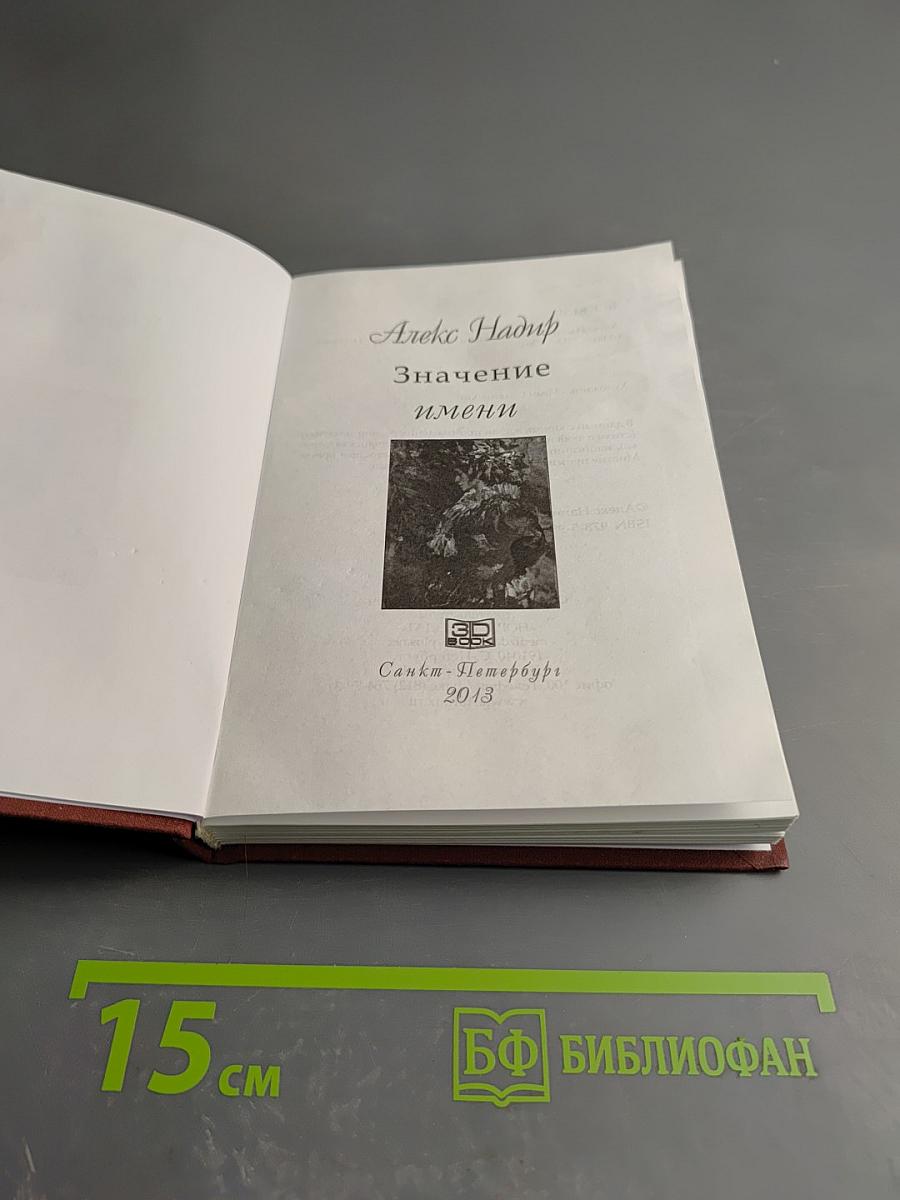 Алекс Надир
Значение
имени
3D
BOOK
Санкт-Петербург
2013
15 см
БФ БИБЛИОФАН